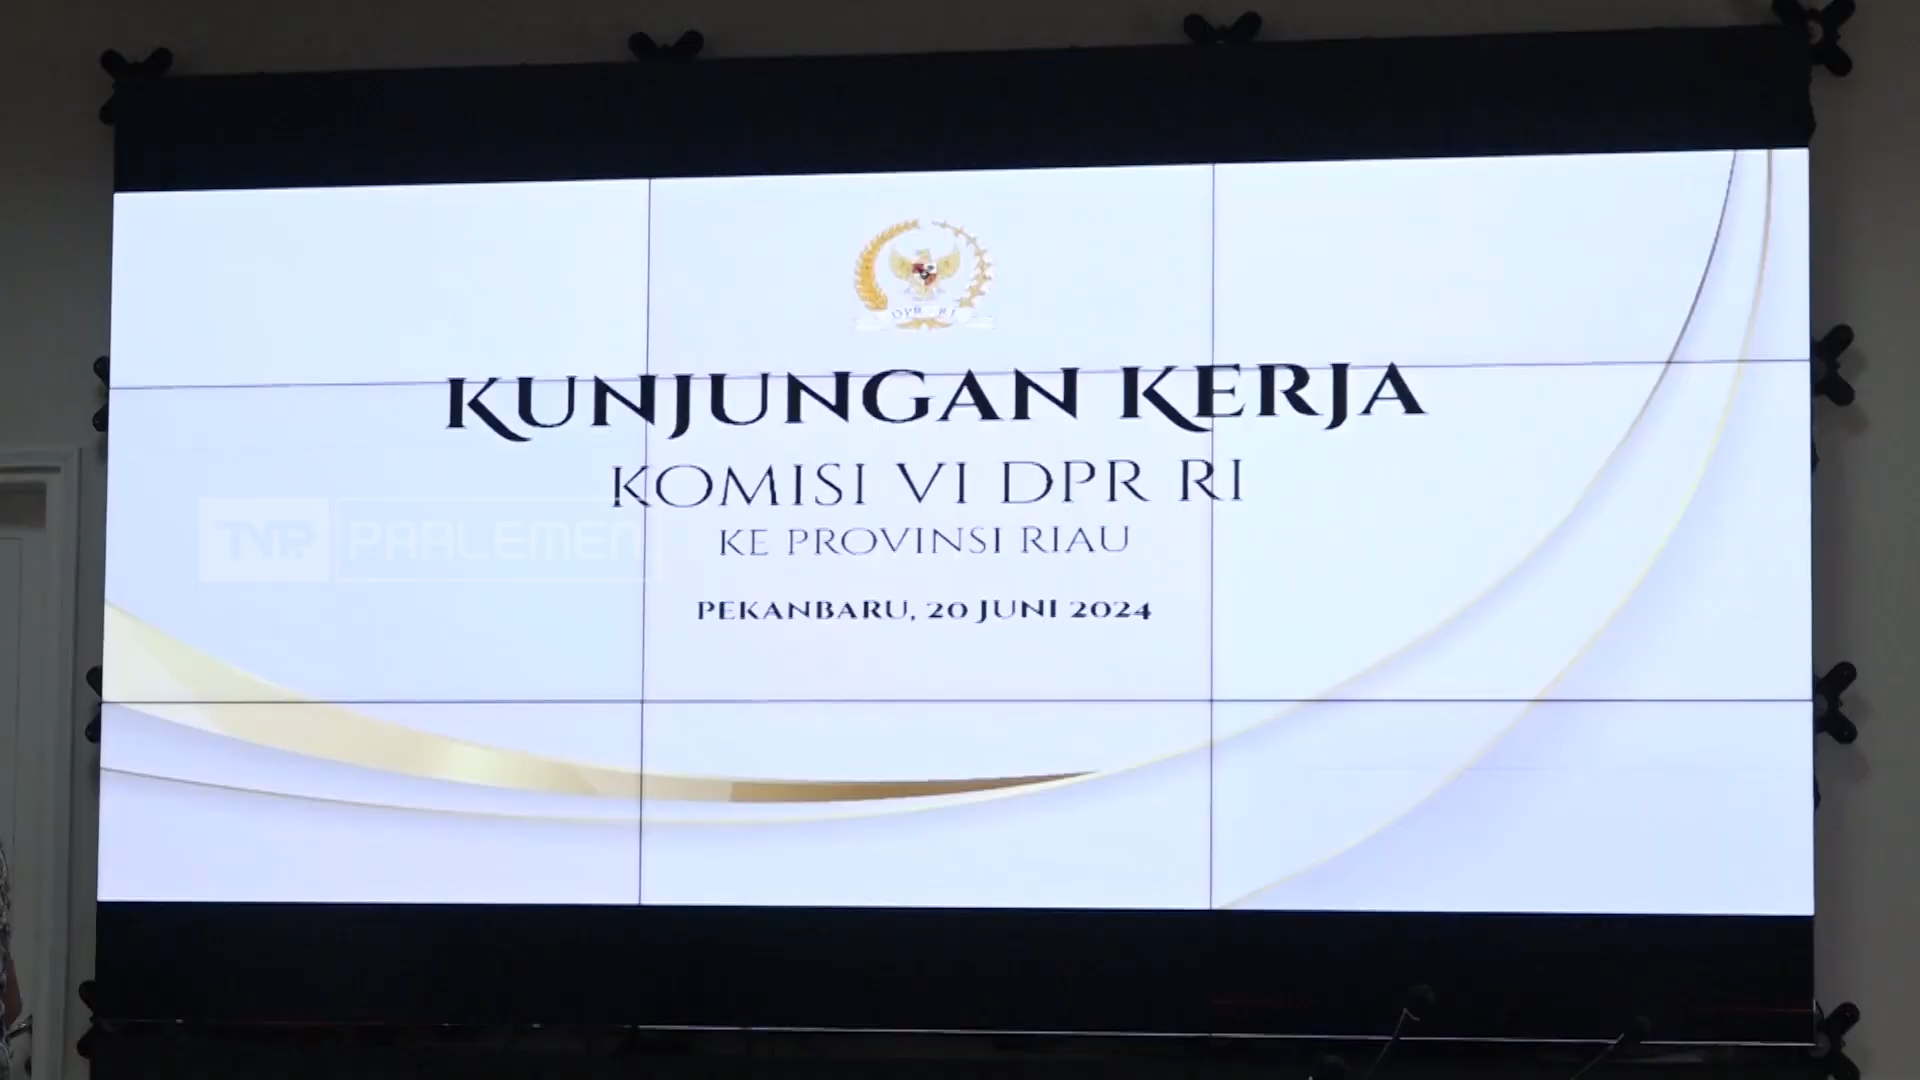 DPR RI
KUNJUNGAN KERJA
KOMISI VI DPR RI
KE PROVINSI RIAU
TVR PARLEMEN
PEKANBARU, 20 JUNI 2024